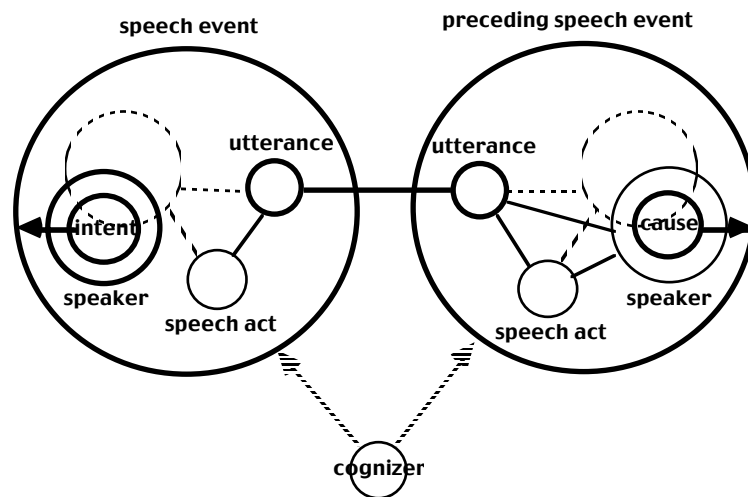 speech event
preceding speech event
utterance
utterance
intent
cause
speaker
speaker
speech act
speech act
cognizer